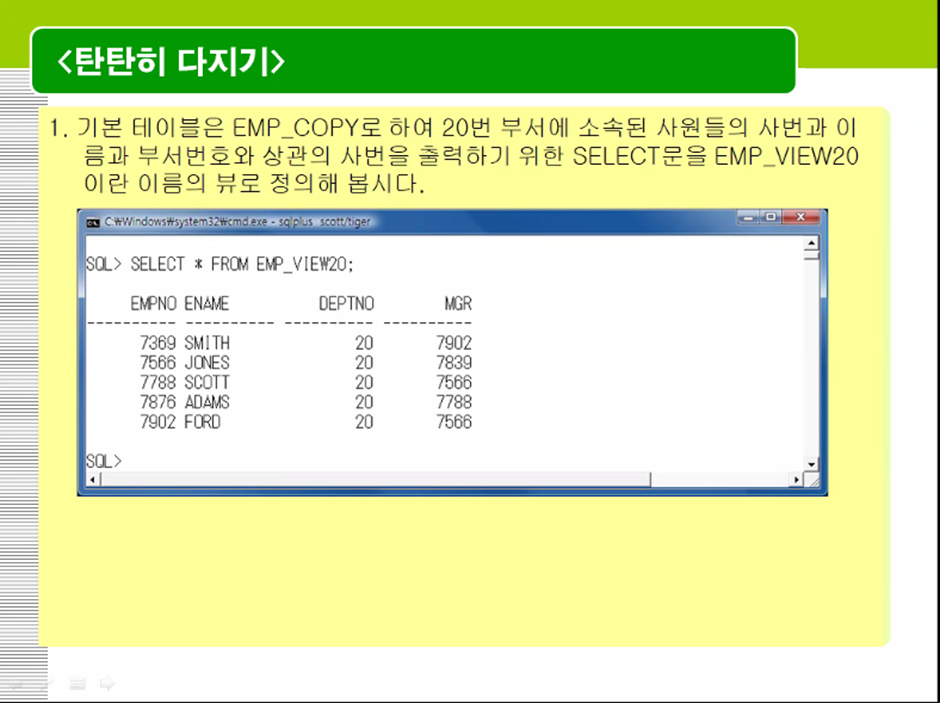 <탄탄히 다지기>
1. 기본 테이블은 EMP_COPY로 하여 20번 부서에 소속된 사원들의 사번과 이
름과 부서번호와 상관의 사번을 출력하기 위한 SELECT문을 EMP_VIEW20
이란 이름의 뷰로 정의해 봅시다.
C:₩Windows₩system32₩cmd.exe - sqlplus scott/tiger
SQL> SELECT * FROM EMP_VIEW20;
EMPNO ENAME DEPTNO MGR
---------- ---------- ---------- ----------
7369 SMITH 20 7902
7566 JONES 20 7839
7788 SCOTT 20 7566
7876 ADAMS 20 7788
7902 FORD 20 7566
SQL>